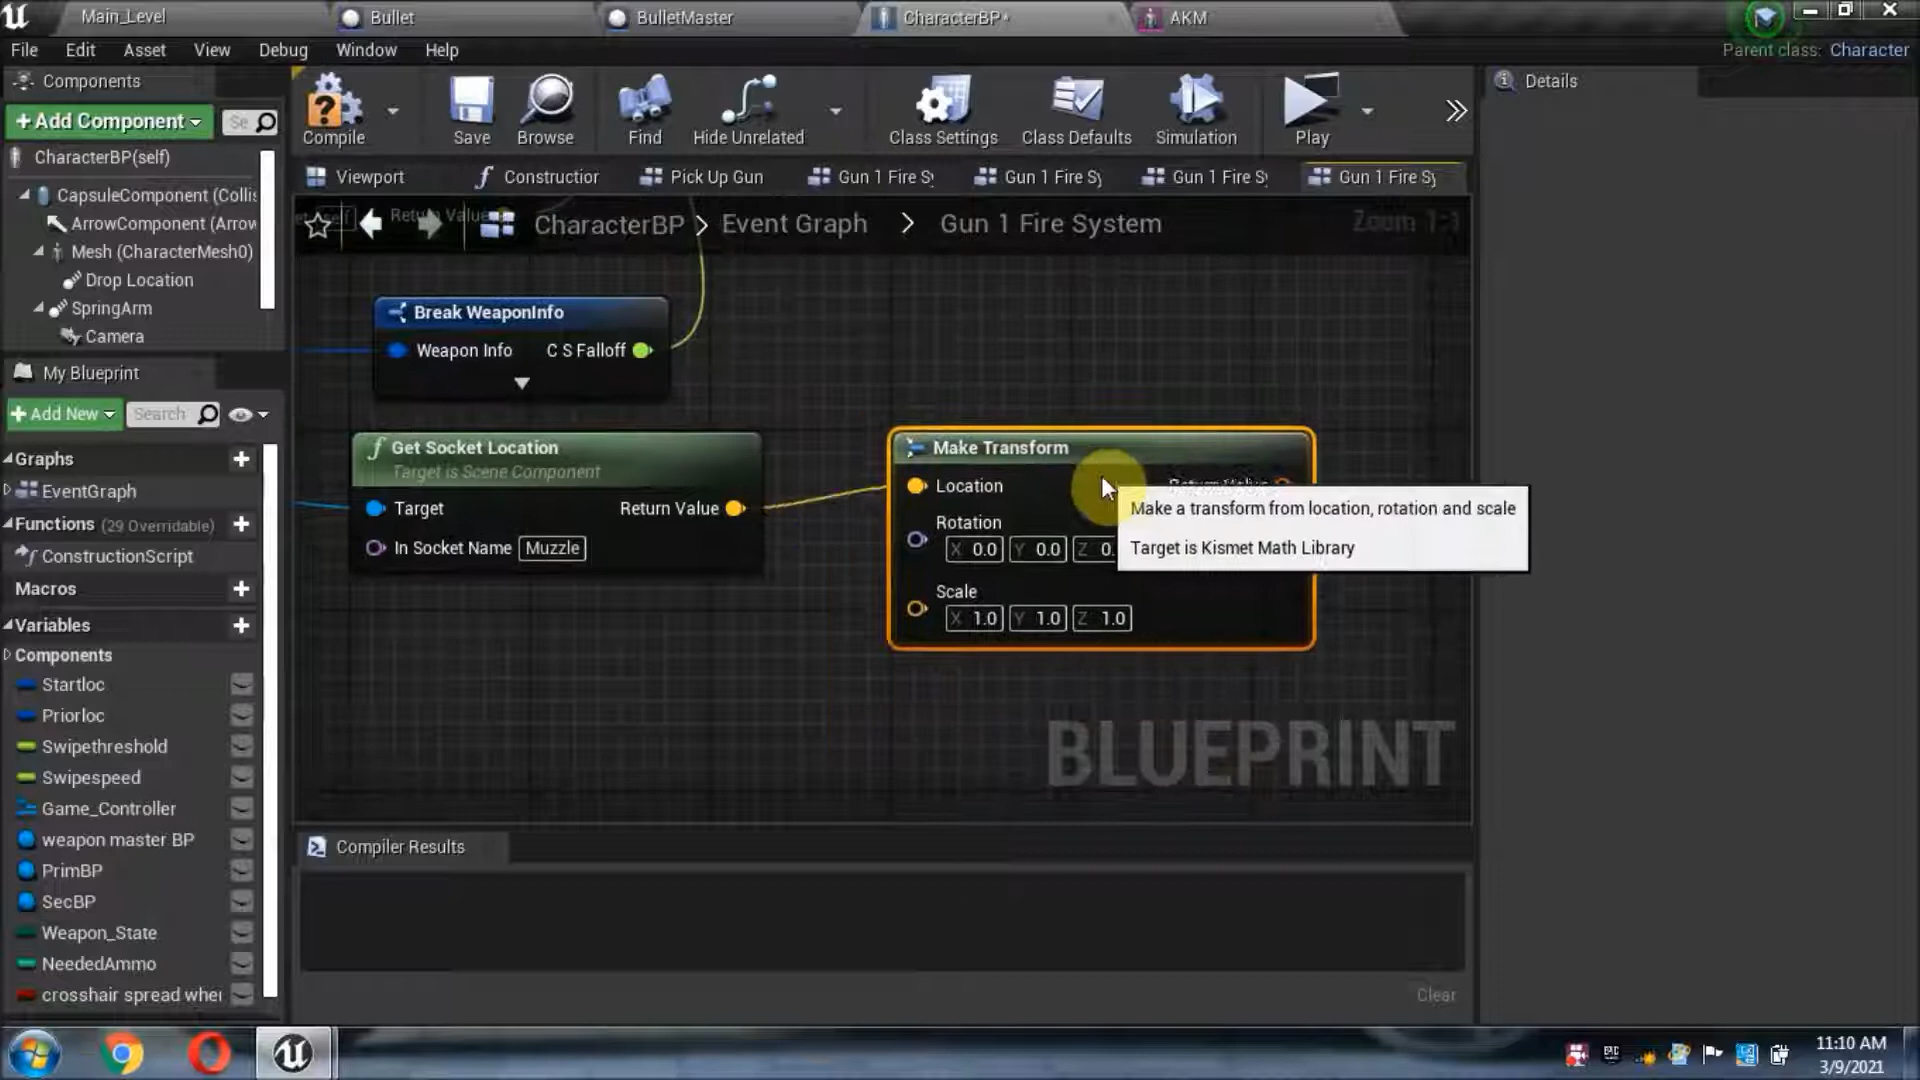 Main_Level
Bullet
BulletMaster
CharacterBP*
AKM
File
Edit
Asset
View
Debug
Window
Help
Parent class: Character
Components
+ Add Component
Se
CharacterBP(self)
CapsuleComponent (Collis
ArrowComponent (Arrow
Mesh (CharacterMesh0)
Drop Location
SpringArm
Camera
Compile
Save
Browse
Find
Hide Unrelated
Class Settings
Class Defaults
Simulation
Play
Details
Viewport
Construction
Pick Up Gun
Gun 1 Fire Sy
Gun 1 Fire Sy
Gun 1 Fire Sy
Gun 1 Fire Sy
Return Value
CharacterBP > Event Graph > Gun 1 Fire System
Zoom 1:1
Break WeaponInfo
Weapon Info
C S Falloff
Get Socket Location
Target is Scene Component
Target
Return Value
In Socket Name
Muzzle
Make Transform
Location
Return Value
Rotation
X 0.0 Y 0.0 Z 0.
Scale
X 1.0 Y 1.0 Z 1.0
Make a transform from location, rotation and scale
Target is Kismet Math Library
BLUEPRINT
My Blueprint
+ Add New
Search
Graphs
EventGraph
Functions (29 Overridable)
ConstructionScript
Macros
Variables
Components
Startloc
Priorloc
Swipethreshold
Swipespeed
Game_Controller
weapon master BP
PrimBP
SecBP
Weapon_State
NeededAmmo
crosshair spread when
Compiler Results
Clear
11:10 AM
3/9/2021